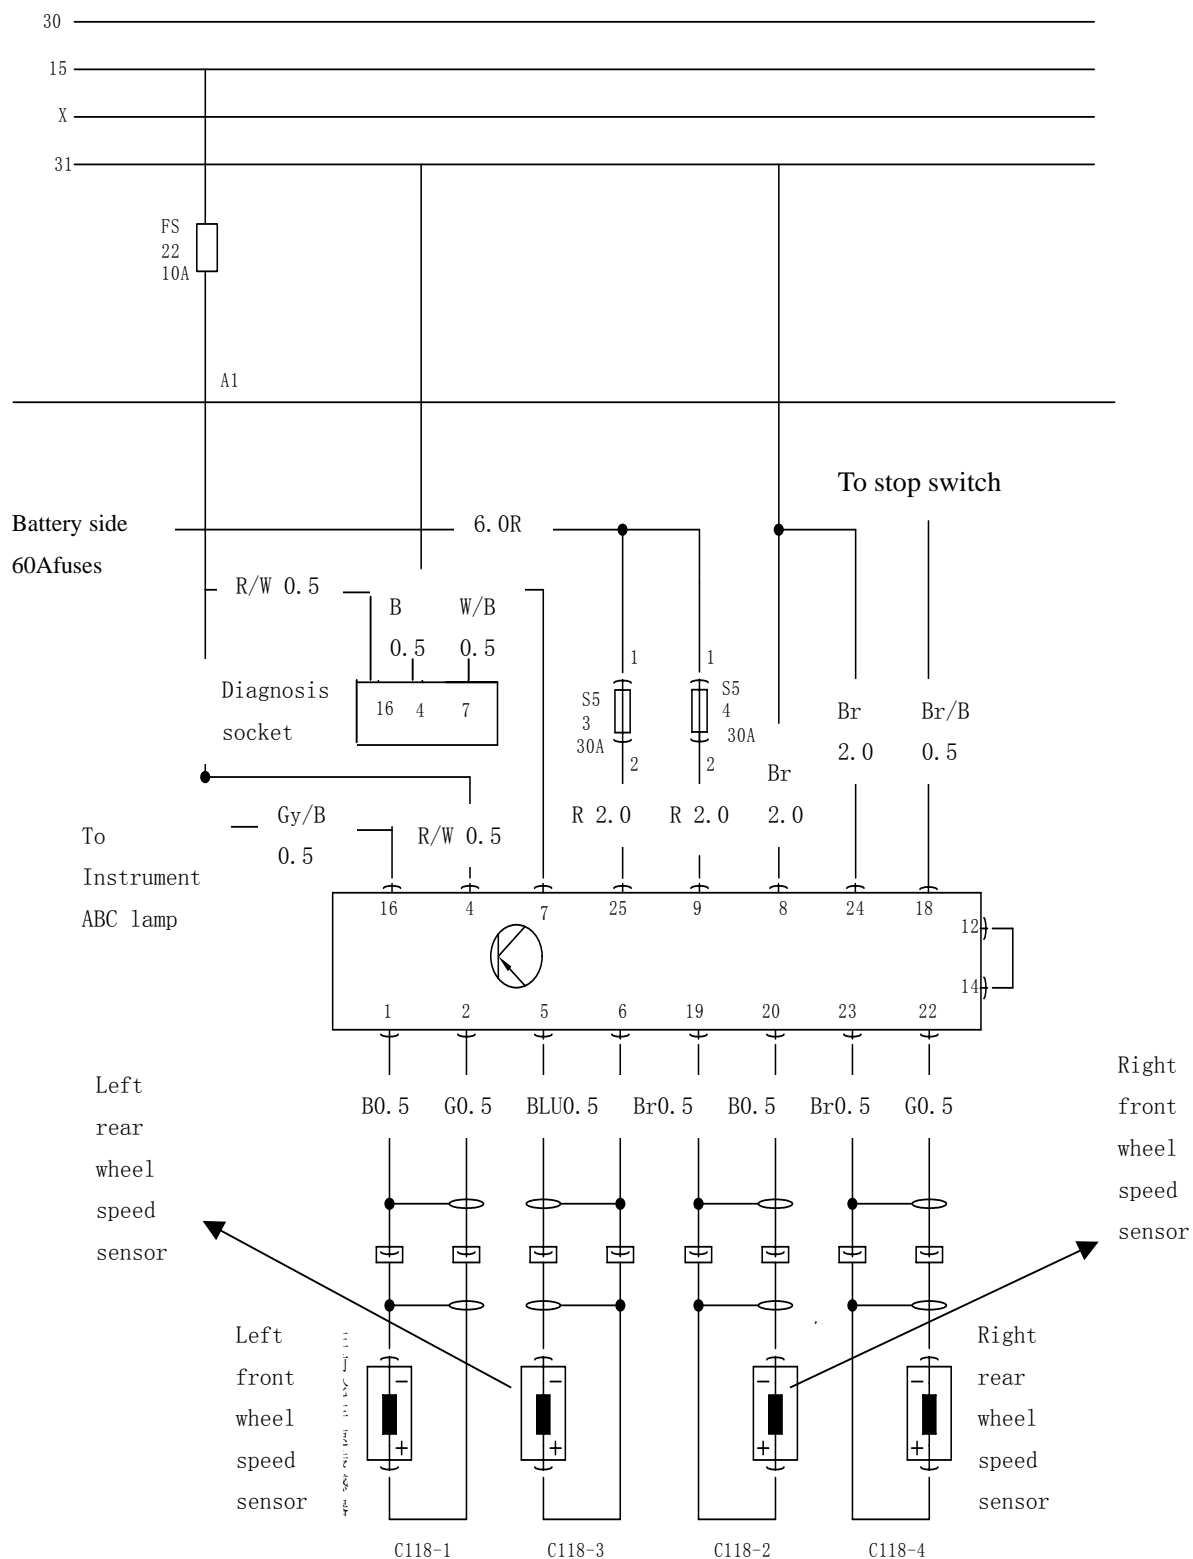 30
15
X
31
FS
22
10A
A1
To stop switch
Battery side
60Afuses
6.0R
R/W 0.5
B
0.5
W/B
0.5
Diagnosis
socket
16 4 7
1
S5
3
30A
2
1
S5
4
30A
2
Br
2.0
Br/B
0.5
Br
2.0
R 2.0
R 2.0
Gy/B
0.5
R/W 0.5
To
Instrument
ABC lamp
16 4 7 25 9 8 24 18
12
14
1 2 5 6 19 20 23 22
Left
rear
wheel
speed
sensor
B0.5 G0.5 BLU0.5 Br0.5 B0.5 Br0.5 G0.5
Right
front
wheel
speed
sensor
Left
front
wheel
speed
sensor
− + − + − + − +
Right
rear
wheel
speed
sensor
C118-1 C118-3 C118-2 C118-4